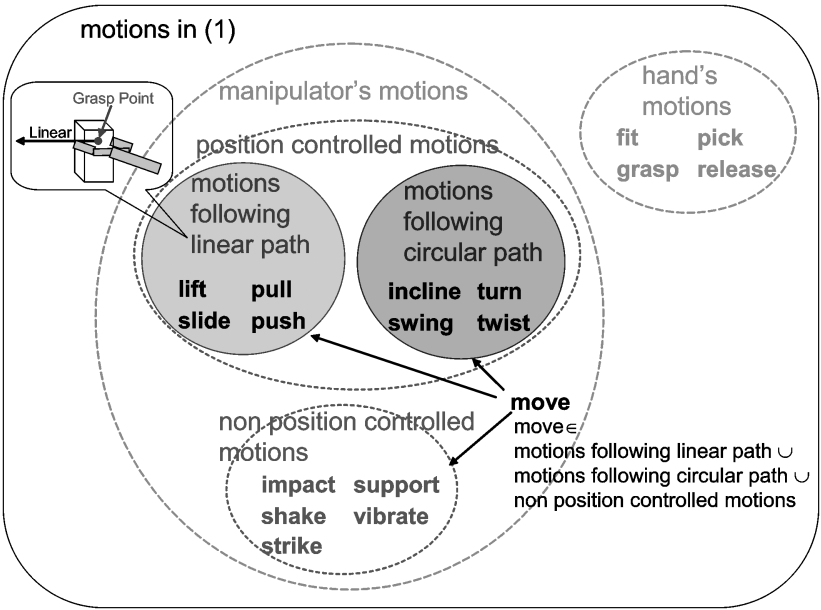 motions in (1)
manipulator's motions
hand's
motions
fit pick
grasp release
Grasp Point
Linear
position controlled motions
motions
following
linear path
lift pull
slide push
motions
following
circular path
incline turn
swing twist
move
move∈
motions following linear path ∪
motions following circular path ∪
non position controlled motions
non position controlled
motions
impact support
shake vibrate
strike